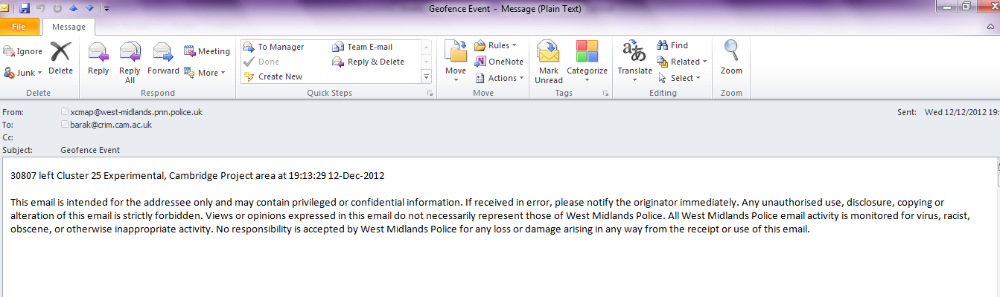 Geofence Event - Message (Plain Text)
File Message
Ignore
Junk
Delete
Delete
Reply
Reply All
Forward
Meeting
More
Respond
To Manager
Done
Create New
Team E-mail
Reply & Delete
Quick Steps
Move
Rules
OneNote
Actions
Move
Mark Unread
Categorize
Tags
Translate
Find
Related
Select
Editing
Zoom
Zoom
From: xcmap@west-midlands.pnn.police.uk
Sent: Wed 12/12/2012 19:
To: barak@crim.cam.ac.uk
Cc:
Subject: Geofence Event
30807 left Cluster 25 Experimental, Cambridge Project area at 19:13:29 12-Dec-2012
This email is intended for the addressee only and may contain privileged or confidential information. If received in error, please notify the originator immediately. Any unauthorised use, disclosure, copying or
alteration of this email is strictly forbidden. Views or opinions expressed in this email do not necessarily represent those of West Midlands Police. All West Midlands Police email activity is monitored for virus, racist,
obscene, or otherwise inappropriate activity. No responsibility is accepted by West Midlands Police for any loss or damage arising in any way from the receipt or use of this email.